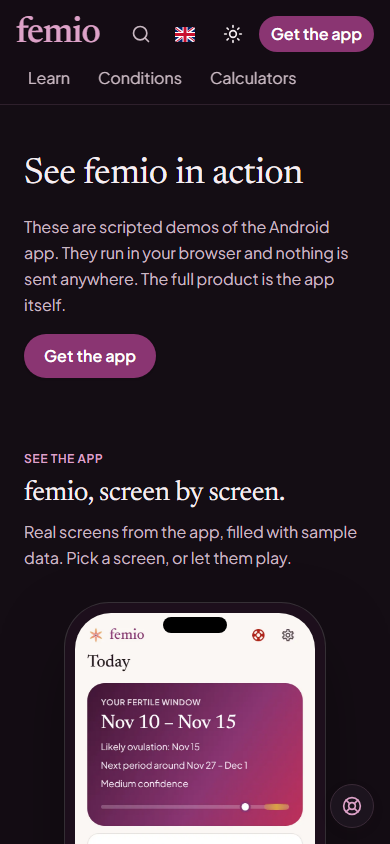 femio
Get the app
Learn Conditions Calculators
See femio in action
These are scripted demos of the Android
app. They run in your browser and nothing is
sent anywhere. The full product is the app
itself.
Get the app
SEE THE APP
femio, screen by screen.
Real screens from the app, filled with sample
data. Pick a screen, or let them play.
femio
Today
YOUR FERTILE WINDOW
Nov 10 – Nov 15
Likely ovulation: Nov 15
Next period around Nov 27 – Dec 1
Medium confidence